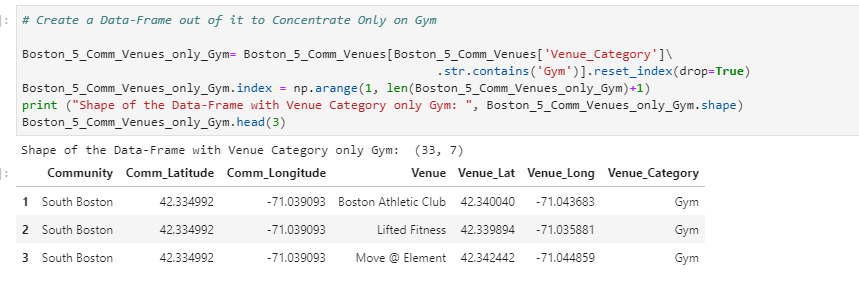 ]: # Create a Data-Frame out of it to Concentrate Only on Gym
Boston_5_Comm_Venues_only_Gym= Boston_5_Comm_Venues[Boston_5_Comm_Venues['Venue_Category']\
.str.contains('Gym')].reset_index(drop=True)
Boston_5_Comm_Venues_only_Gym.index = np.arange(1, len(Boston_5_Comm_Venues_only_Gym)+1)
print ("Shape of the Data-Frame with Venue Category only Gym: ", Boston_5_Comm_Venues_only_Gym.shape)
Boston_5_Comm_Venues_only_Gym.head(3)
Shape of the Data-Frame with Venue Category only Gym:  (33, 7)
]: Community Comm_Latitude Comm_Longitude Venue Venue_Lat Venue_Long Venue_Category
1 South Boston 42.334992 -71.039093 Boston Athletic Club 42.340040 -71.043683 Gym
2 South Boston 42.334992 -71.039093 Lifted Fitness 42.339894 -71.035881 Gym
3 South Boston 42.334992 -71.039093 Move @ Element 42.342442 -71.044859 Gym